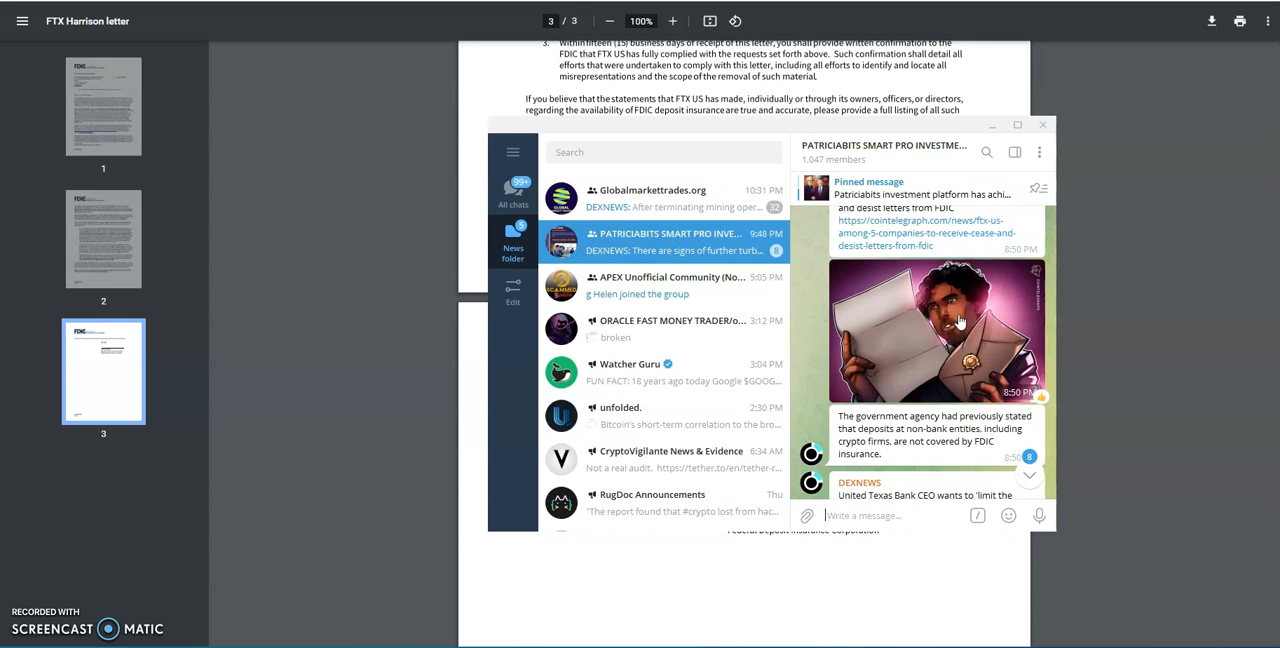 FTX Harrison letter
3 / 3
100%
3. Within fifteen (15) business days of receipt of this letter, you shall provide written confirmation to the
FDIC that FTX US has fully complied with the requests set forth above. Such confirmation shall detail all
efforts that were undertaken to comply with this letter, including all efforts to identify and locate all
misrepresentations and the scope of the removal of such material.
If you believe that the statements that FTX US has made, individually or through its owners, officers, or directors,
regarding the availability of FDIC deposit insurance are true and accurate, please provide a full listing of all such
FDIC
1
FDIC
2
FDIC
3
99+
All chats
5
News
folder
Edit
Search
Globalmarkettrades.org 10:31 PM
DEXNEWS: After terminating mining oper... 32
PATRICIABITS SMART PRO INVE... 9:48 PM
DEXNEWS: There are signs of further turb... 8
APEX Unofficial Community (No... 5:05 PM
g Helen joined the group
ORACLE FAST MONEY TRADER/o... 3:12 PM
broken
Watcher Guru 3:04 PM
FUN FACT: 18 years ago today Google $GOOG...
unfolded. 2:30 PM
Bitcoin's short-term correlation to the bro...
CryptoVigilante News & Evidence 6:34 AM
Not a real audit. https://tether.to/en/tether-r...
RugDoc Announcements Thu
"The report found that #crypto lost from hac...
PATRICIABITS SMART PRO INVESTME...
1,047 members
Pinned message
Patriciabits investment platform has achi...
and desist letters from FDIC
https://cointelegraph.com/news/ftx-us-
among-5-companies-to-receive-cease-and-
desist-letters-from-fdic
8:50 PM
COINTELEGRAPH
8:50 PM
The government agency had previously stated
that deposits at non-bank entities, including
crypto firms, are not covered by FDIC
insurance.
8:50
8
DEXNEWS
United Texas Bank CEO wants to 'limit the
Write a message...
Federal Deposit Insurance Corporation
RECORDED WITH
SCREENCAST MATIC